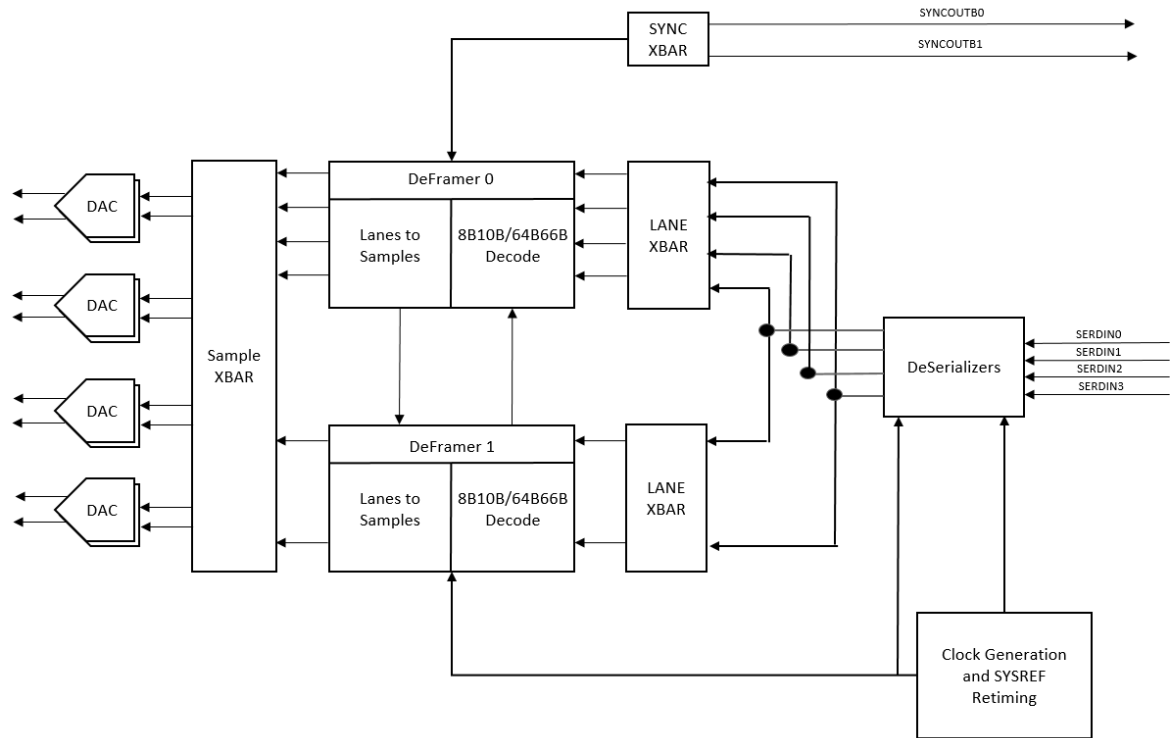 SYNC
XBAR
SYNCOUTB0
SYNCOUTB1
DAC
DAC
DAC
DAC
Sample
XBAR
DeFramer 0
Lanes to
Samples
8B10B/64B66B
Decode
LANE
XBAR
DeFramer 1
Lanes to
Samples
8B10B/64B66B
Decode
LANE
XBAR
DeSerializers
SERDIN0
SERDIN1
SERDIN2
SERDIN3
Clock Generation
and SYSREF
Retiming